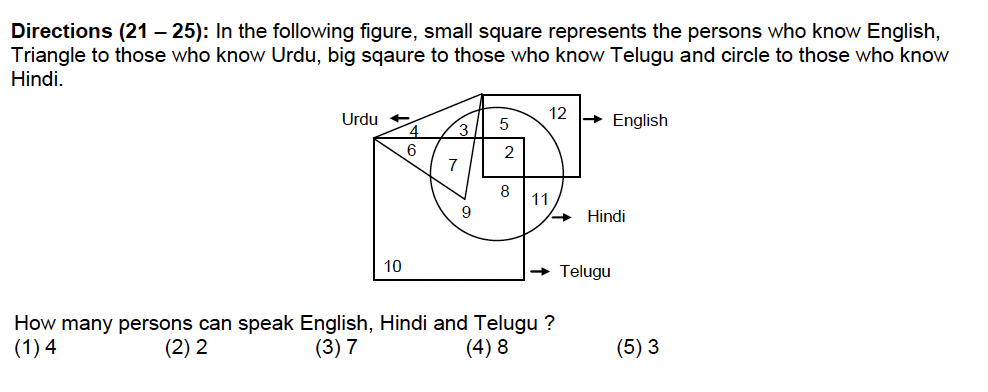 Directions (21 – 25): In the following figure, small square represents the persons who know English,
Triangle to those who know Urdu, big sqaure to those who know Telugu and circle to those who know
Hindi.
12
Urdu
5
English
4
3
6
2
7
8
11
9
Hindi
10
Telugu
How many persons can speak English, Hindi and Telugu ?
(1) 4 (2) 2 (3) 7 (4) 8 (5) 3